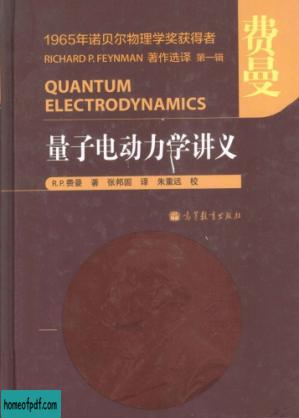 费曼
1965年诺贝尔物理学奖获得者
RICHARD P. FEYNMAN 著作选译 第一辑
QUANTUM
ELECTRODYNAMICS
量子电动力学讲义
R.P.费曼 著 张邦固 译 朱重远 校
高等教育出版社
homeofpdf.com